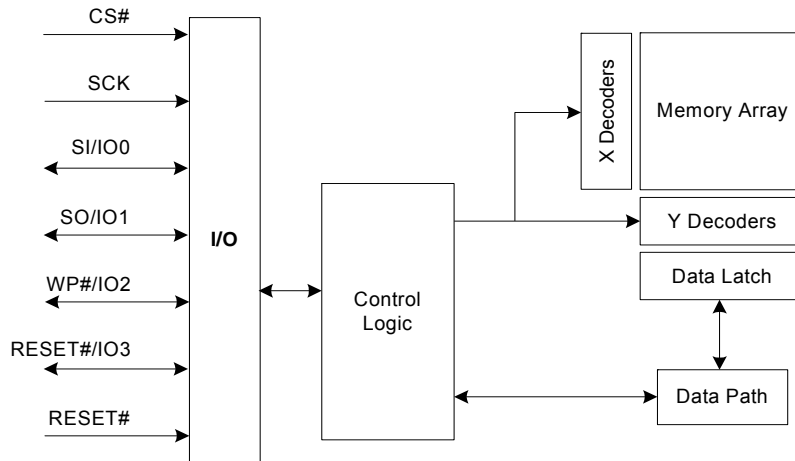 CS#
SCK
SI/IO0
SO/IO1
WP#/IO2
RESET#/IO3
RESET#
I/O
Control
Logic
X Decoders
Memory Array
Y Decoders
Data Latch
Data Path